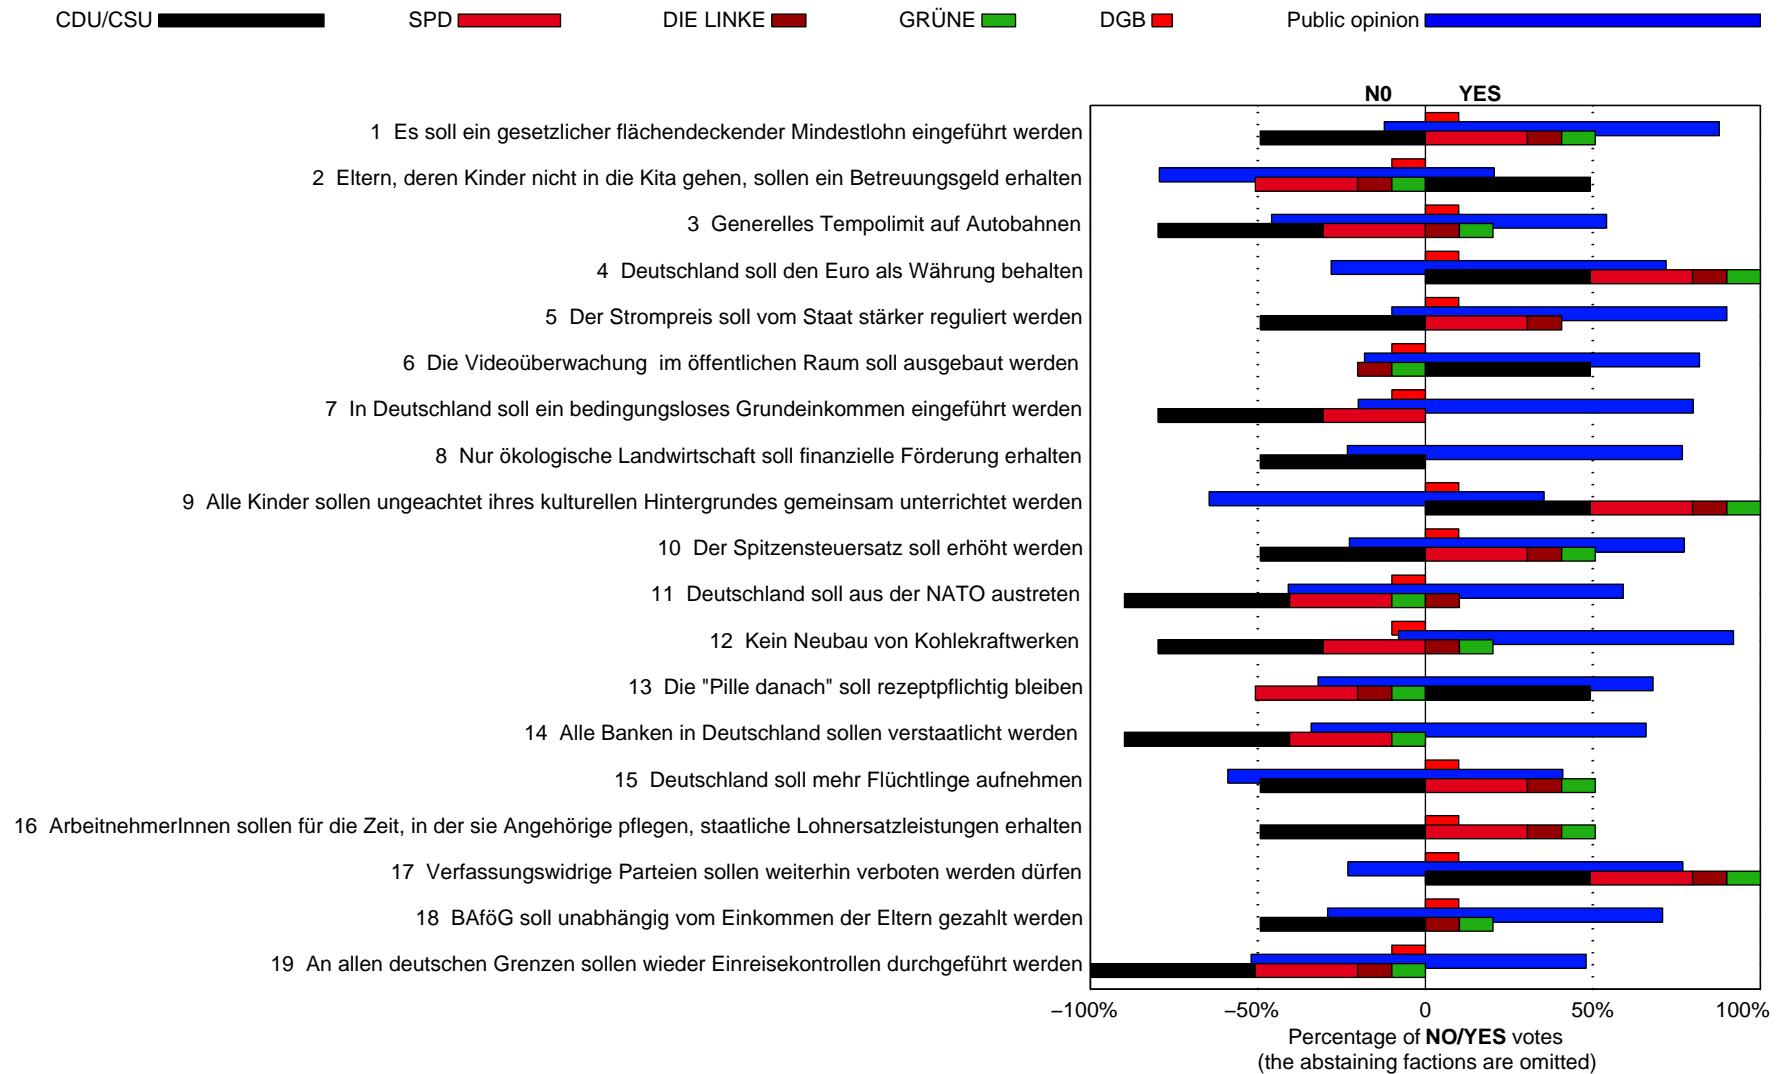 CDU/CSU SPD DIE LINKE GRÜNE DGB Public opinion
N0 YES
1 Es soll ein gesetzlicher flächendeckender Mindestlohn eingeführt werden
2 Eltern, deren Kinder nicht in die Kita gehen, sollen ein Betreuungsgeld erhalten
3 Generelles Tempolimit auf Autobahnen
4 Deutschland soll den Euro als Währung behalten
5 Der Strompreis soll vom Staat stärker reguliert werden
6 Die Videoüberwachung im öffentlichen Raum soll ausgebaut werden
7 In Deutschland soll ein bedingungsloses Grundeinkommen eingeführt werden
8 Nur ökologische Landwirtschaft soll finanzielle Förderung erhalten
9 Alle Kinder sollen ungeachtet ihres kulturellen Hintergrundes gemeinsam unterrichtet werden
10 Der Spitzensteuersatz soll erhöht werden
11 Deutschland soll aus der NATO austreten
12 Kein Neubau von Kohlekraftwerken
13 Die "Pille danach" soll rezeptpflichtig bleiben
14 Alle Banken in Deutschland sollen verstaatlicht werden
15 Deutschland soll mehr Flüchtlinge aufnehmen
16 ArbeitnehmerInnen sollen für die Zeit, in der sie Angehörige pflegen, staatliche Lohnersatzleistungen erhalten
17 Verfassungswidrige Parteien sollen weiterhin verboten werden dürfen
18 BAföG soll unabhängig vom Einkommen der Eltern gezahlt werden
19 An allen deutschen Grenzen sollen wieder Einreisekontrollen durchgeführt werden
−100% −50% 0 50% 100%
Percentage of NO/YES votes
(the abstaining factions are omitted)